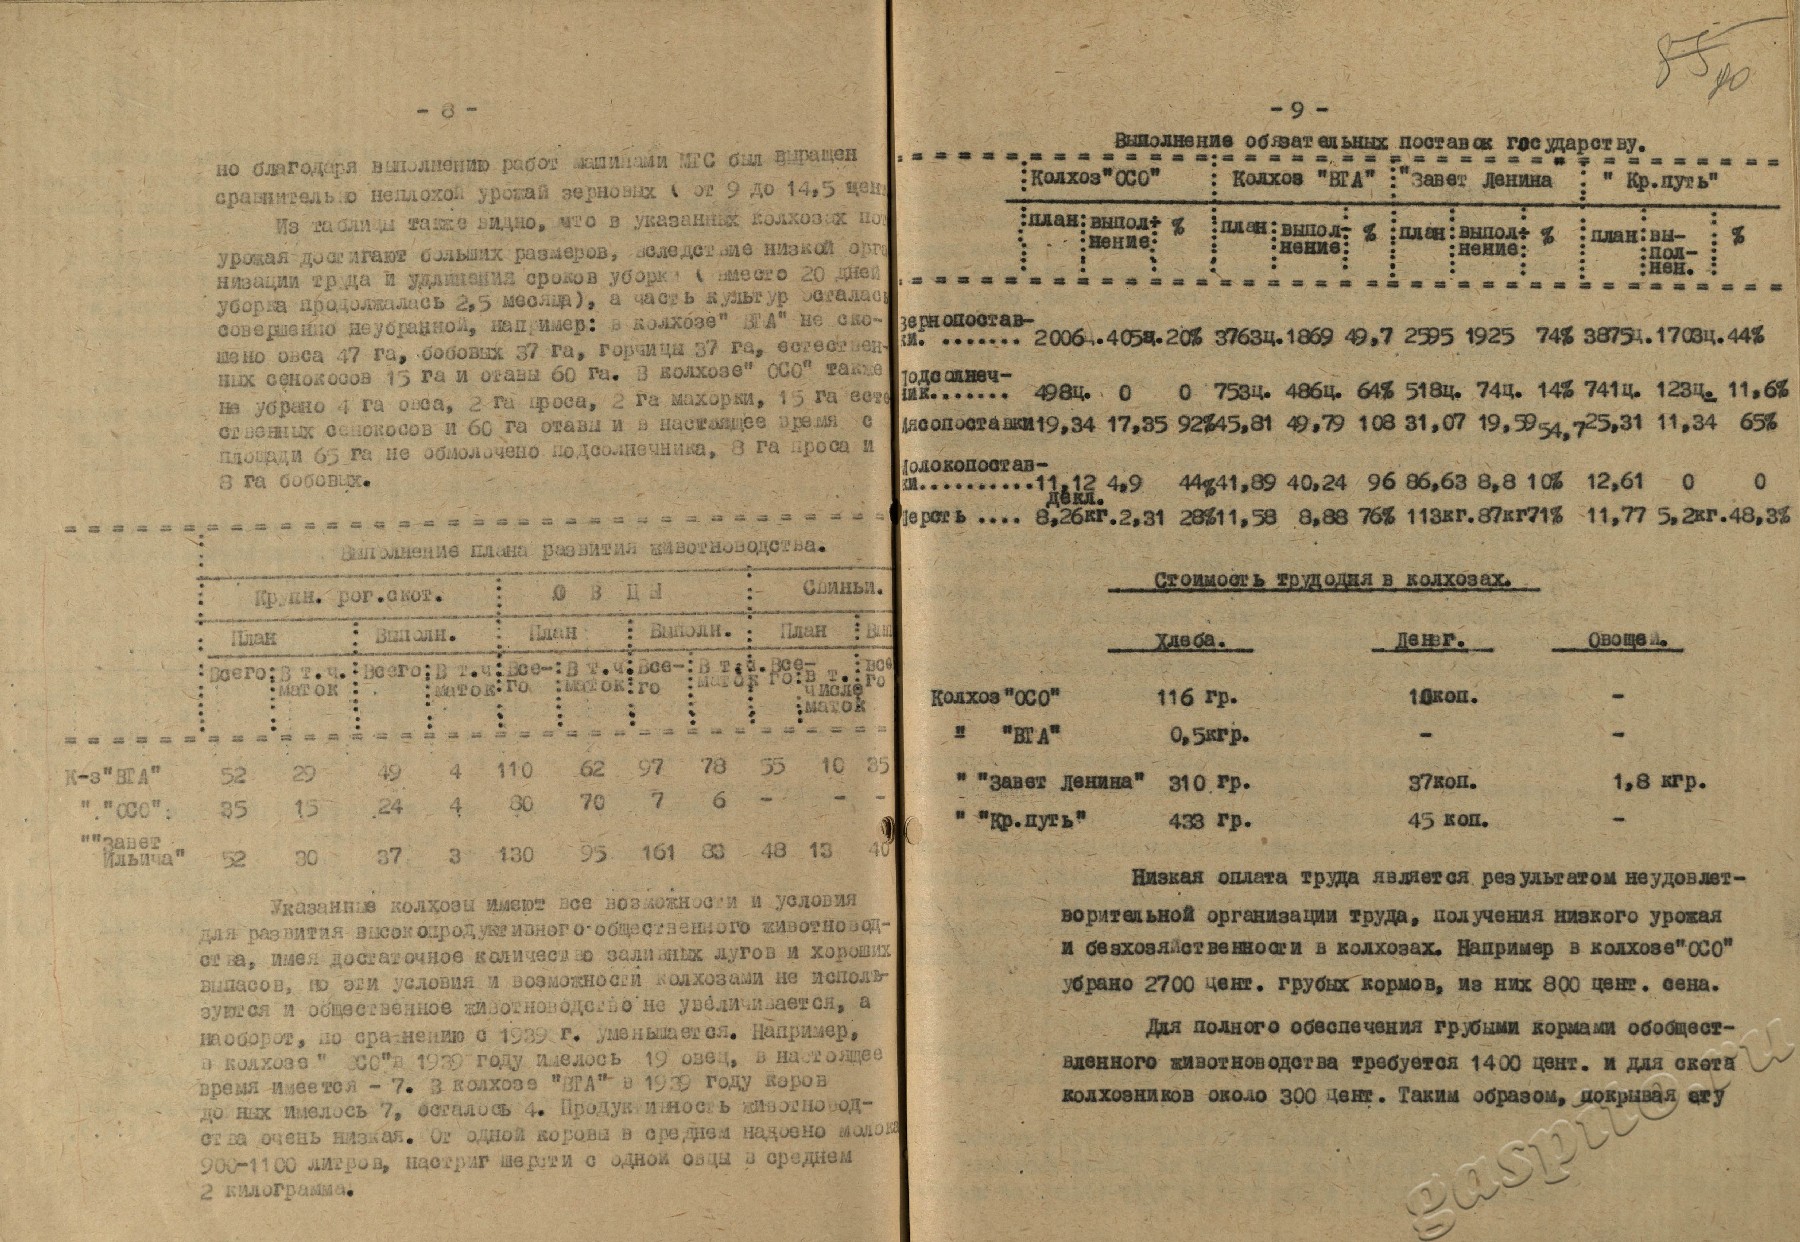 - 8 -
но благодаря выполнению работ машинами МТС был выращен
сравнительно неплохой урожай зерновых ( от 9 до 14,5 цен
Из таблицы также видно, что в указанных колхозах пот
урожая достигают больших размеров, вследствие низкой орга
низации труда и удлинения сроков уборки ( вместо 20 дней
уборка продолжалась 2,5 месяца), а часть культур осталась
совершенно неубранной, например: в колхозе" ВГА" не ско-
шено овса 47 га, бобовых 37 га, горчицы 37 га, естествен-
ных сенокосов 15 га и отавы 60 га. В колхозе" ОСО" также
не убрано 4 га овса, 2 га проса, 2 га махорки, 15 га есте
ственных сенокосов и 60 га отавы и в настоящее время с
площади 65 га не обмолочено подсолнечника, 8 га проса и
8 га бобовых.
Выполнение плана развития животноводства.
Крупн. рог.скот. О В Ц Ы Свиньи.
План Выполн. План Выполн. План Вып
Всего В т.ч. Всего В т.ч Все- В т.ч. Все- В т.ч. Все- все
маток маток го маток го маток го В т. го
числе
маток
К-з"ВГА" 52 29 49 4 110 62 97 78 55 10 35
" "ОСО": 35 15 24 4 80 70 7 6 - - -
""Завет
Ильича" 52 30 37 3 130 95 161 83 48 13 40
Указанные колхозы имеют все возможности и условия
для развития высокопродуктивного общественного животновод-
ства, имея достаточное количество заливных лугов и хороших
выпасов, но эти условия и возможности колхозами не исполь-
зуются и общественное животноводство не увеличивается, а
наоборот, по сравнению с 1939 г. уменьшается. Например,
в колхозе " ОСО"в 1939 году имелось 19 овец, в настоящее
время имеется - 7. В колхозе "ВГА" в 1939 году коров
дойных имелось 7, осталось 4. Продуктивность животновод-
ства очень низкая. От одной коровы в среднем надоено молока
900-1100 литров, настриг шерсти с одной овцы в среднем
2 килограмма.
85
90
- 9 -
Выполнение обязательных поставок государству.
Колхоз"ОСО" Колхоз "ВГА" "Завет Ленина " Кр.путь"
план выпол- % план выпол- % план выпол- % план вы- %
нение нение нение пол-
нен.
зернопостав-
ки. ....... 2006ц. 405ц. 20% 3763ц. 1869 49,7 2595 1925 74% 3875ц. 1703ц. 44%
Подсолнеч-
ник....... 498ц. 0 0 753ц. 486ц. 64% 518ц. 74ц. 14% 741ц. 123ц. 11,6%
Мясопоставки 19,34 17,35 92% 45,81 49,79 108 31,07 19,59 54,7 25,31 11,34 65%
Молокопостав-
ки..........11,12 4,9 44% 41,89 40,24 96 86,63 8,8 10% 12,61 0 0
декл.
Шерсть .... 8,26кг. 2,31 28% 11,58 8,88 76% 113кг. 87кг 71% 11,77 5,2кг. 48,3%
Стоимость трудодня в колхозах.
Хлеба. Денег. Овощей.
Колхоз"ОСО" 116 гр. 10коп. -
" "ВГА" 0,5кгр. - -
" "Завет Ленина" 310 гр. 37коп. 1,8 кгр.
" "Кр.путь" 433 гр. 45 коп. -
Низкая оплата труда является результатом неудовлет-
ворительной организации труда, получения низкого урожая
и безхозяйственности в колхозах. Например в колхозе"ОСО"
убрано 2700 цент. грубых кормов, из них 800 цент. сена.
Для полного обеспечения грубыми кормами обобщест-
вленного животноводства требуется 1400 цент. и для скота
колхозников около 300 цент. Таким образом, покрывая эту
gaspito.ru